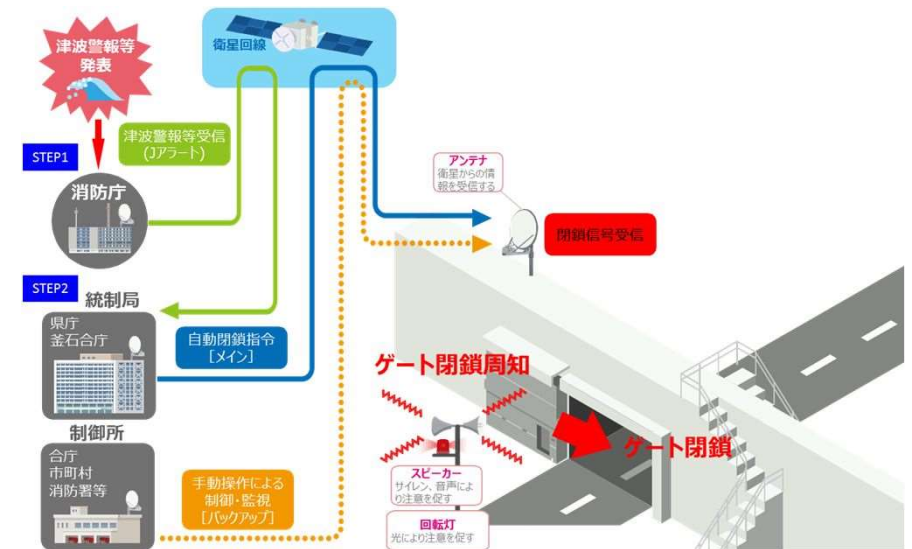 津波警報等
発表
衛星回線
津波警報等受信
(Jアラート)
STEP1
消防庁
アンテナ
衛星からの情
報を受信する
閉鎖信号受信
STEP2
統制局
県庁
釜石合庁
自動閉鎖指令
[メイン]
ゲート閉鎖周知
ゲート閉鎖
制御所
合庁
市町村
消防署等
手動操作による
制御・監視
[バックアップ]
スピーカー
サイレン、音声によ
り注意を促す
回転灯
光により注意を促す